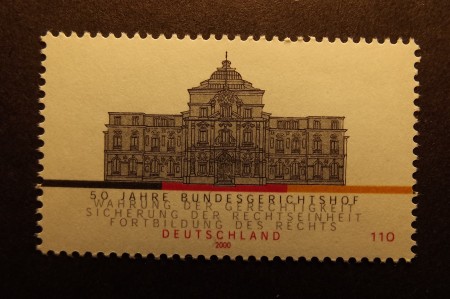 50 JAHRE BUNDESGERICHTSHOF
WAHRUNG DER GERECHTIGKEIT
SICHERUNG DER RECHTSEINHEIT
FORTBILDUNG DES RECHTS
DEUTSCHLAND 110
2000